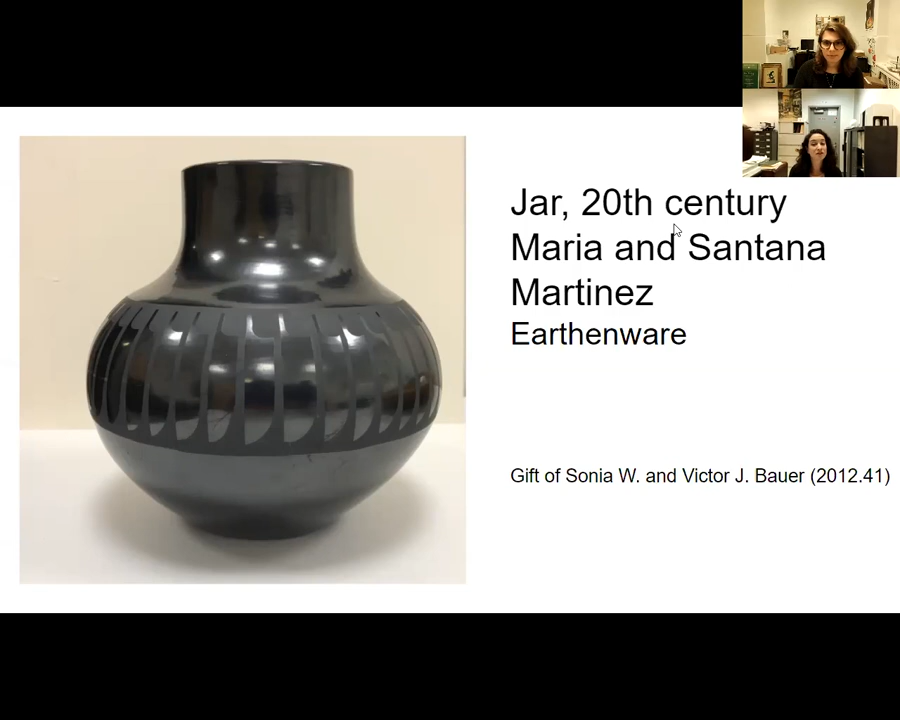 Jar, 20th century
Maria and Santana
Martinez
Earthenware
Gift of Sonia W. and Victor J. Bauer (2012.41)